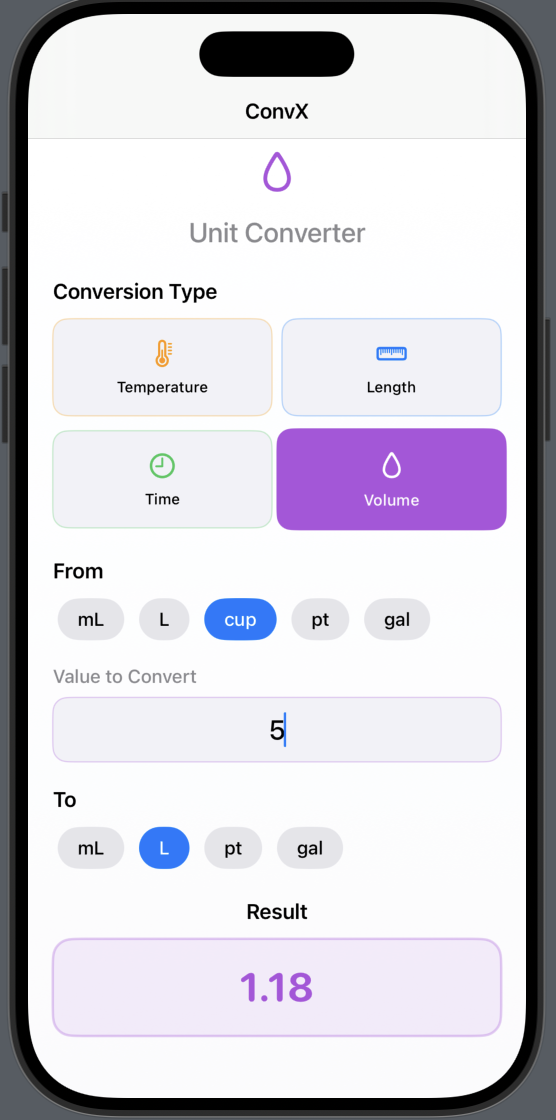 ConvX
Unit Converter
Conversion Type
Temperature Length
Time Volume
From
mL L cup pt gal
Value to Convert
5
To
mL L pt gal
Result
1.18